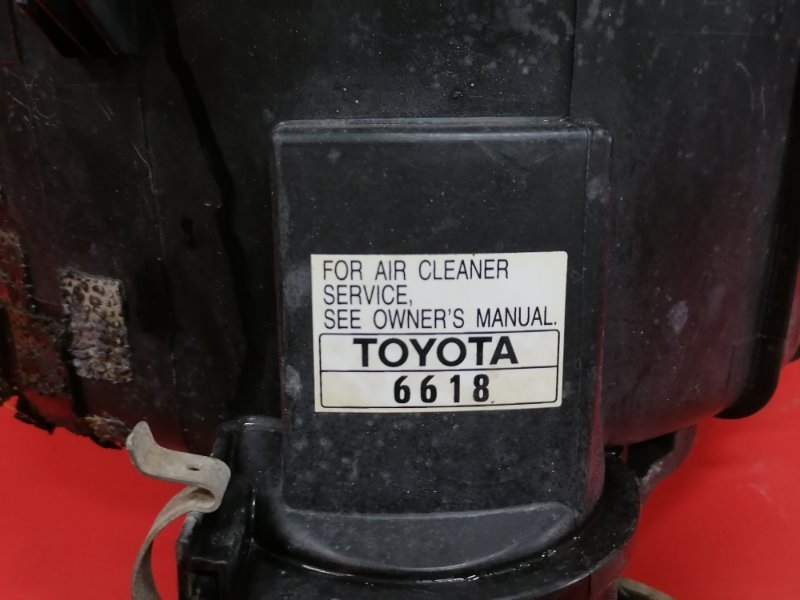 FOR AIR CLEANER
SERVICE,
SEE OWNER'S MANUAL.
TOYOTA
6618